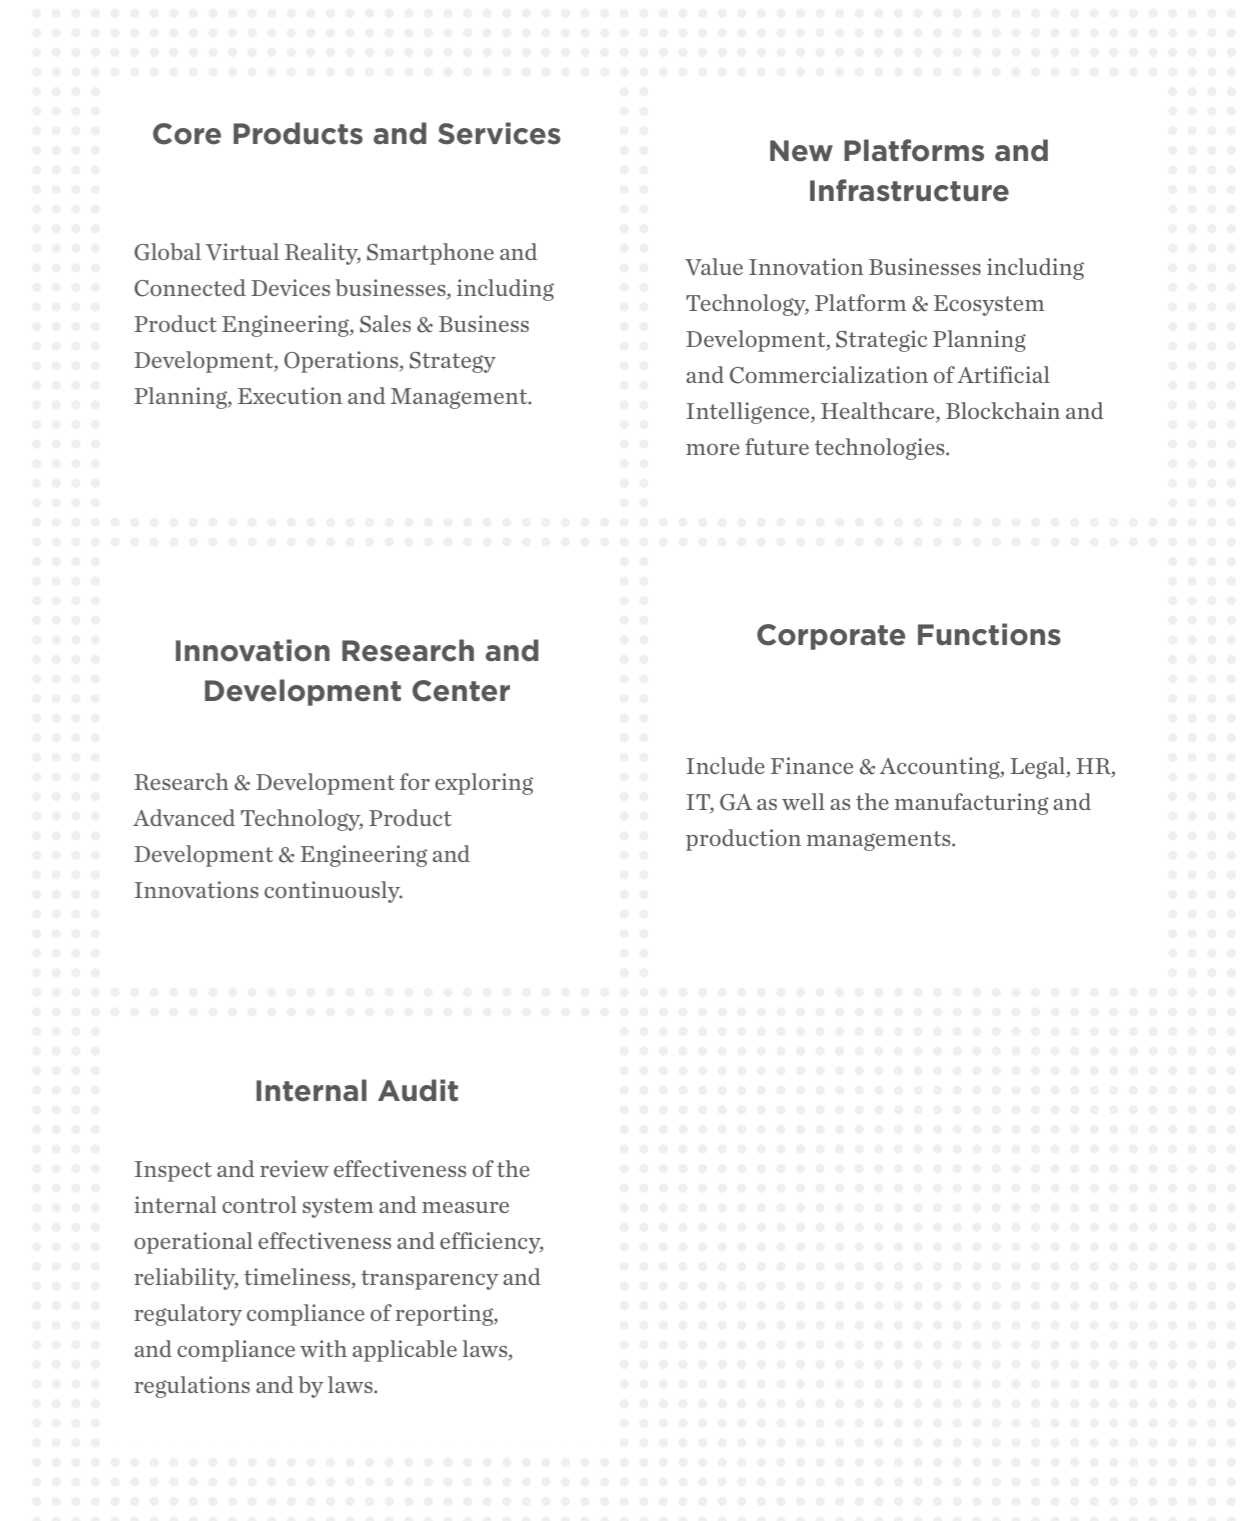 Core Products and Services
Global Virtual Reality, Smartphone and
Connected Devices businesses, including
Product Engineering, Sales & Business
Development, Operations, Strategy
Planning, Execution and Management.
New Platforms and
Infrastructure
Value Innovation Businesses including
Technology, Platform & Ecosystem
Development, Strategic Planning
and Commercialization of Artificial
Intelligence, Healthcare, Blockchain and
more future technologies.
Innovation Research and
Development Center
Research & Development for exploring
Advanced Technology, Product
Development & Engineering and
Innovations continuously.
Corporate Functions
Include Finance & Accounting, Legal, HR,
IT, GA as well as the manufacturing and
production managements.
Internal Audit
Inspect and review effectiveness of the
internal control system and measure
operational effectiveness and efficiency,
reliability, timeliness, transparency and
regulatory compliance of reporting,
and compliance with applicable laws,
regulations and by laws.